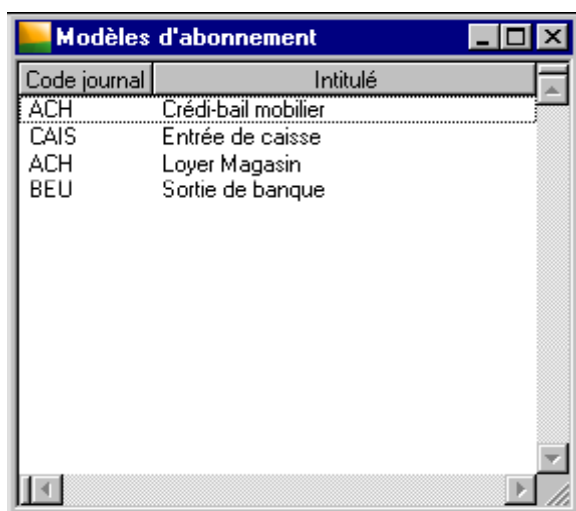 Modèles d'abonnement
Code journal Intitulé
ACH Crédi-bail mobilier
CAIS Entrée de caisse
ACH Loyer Magasin
BEU Sortie de banque